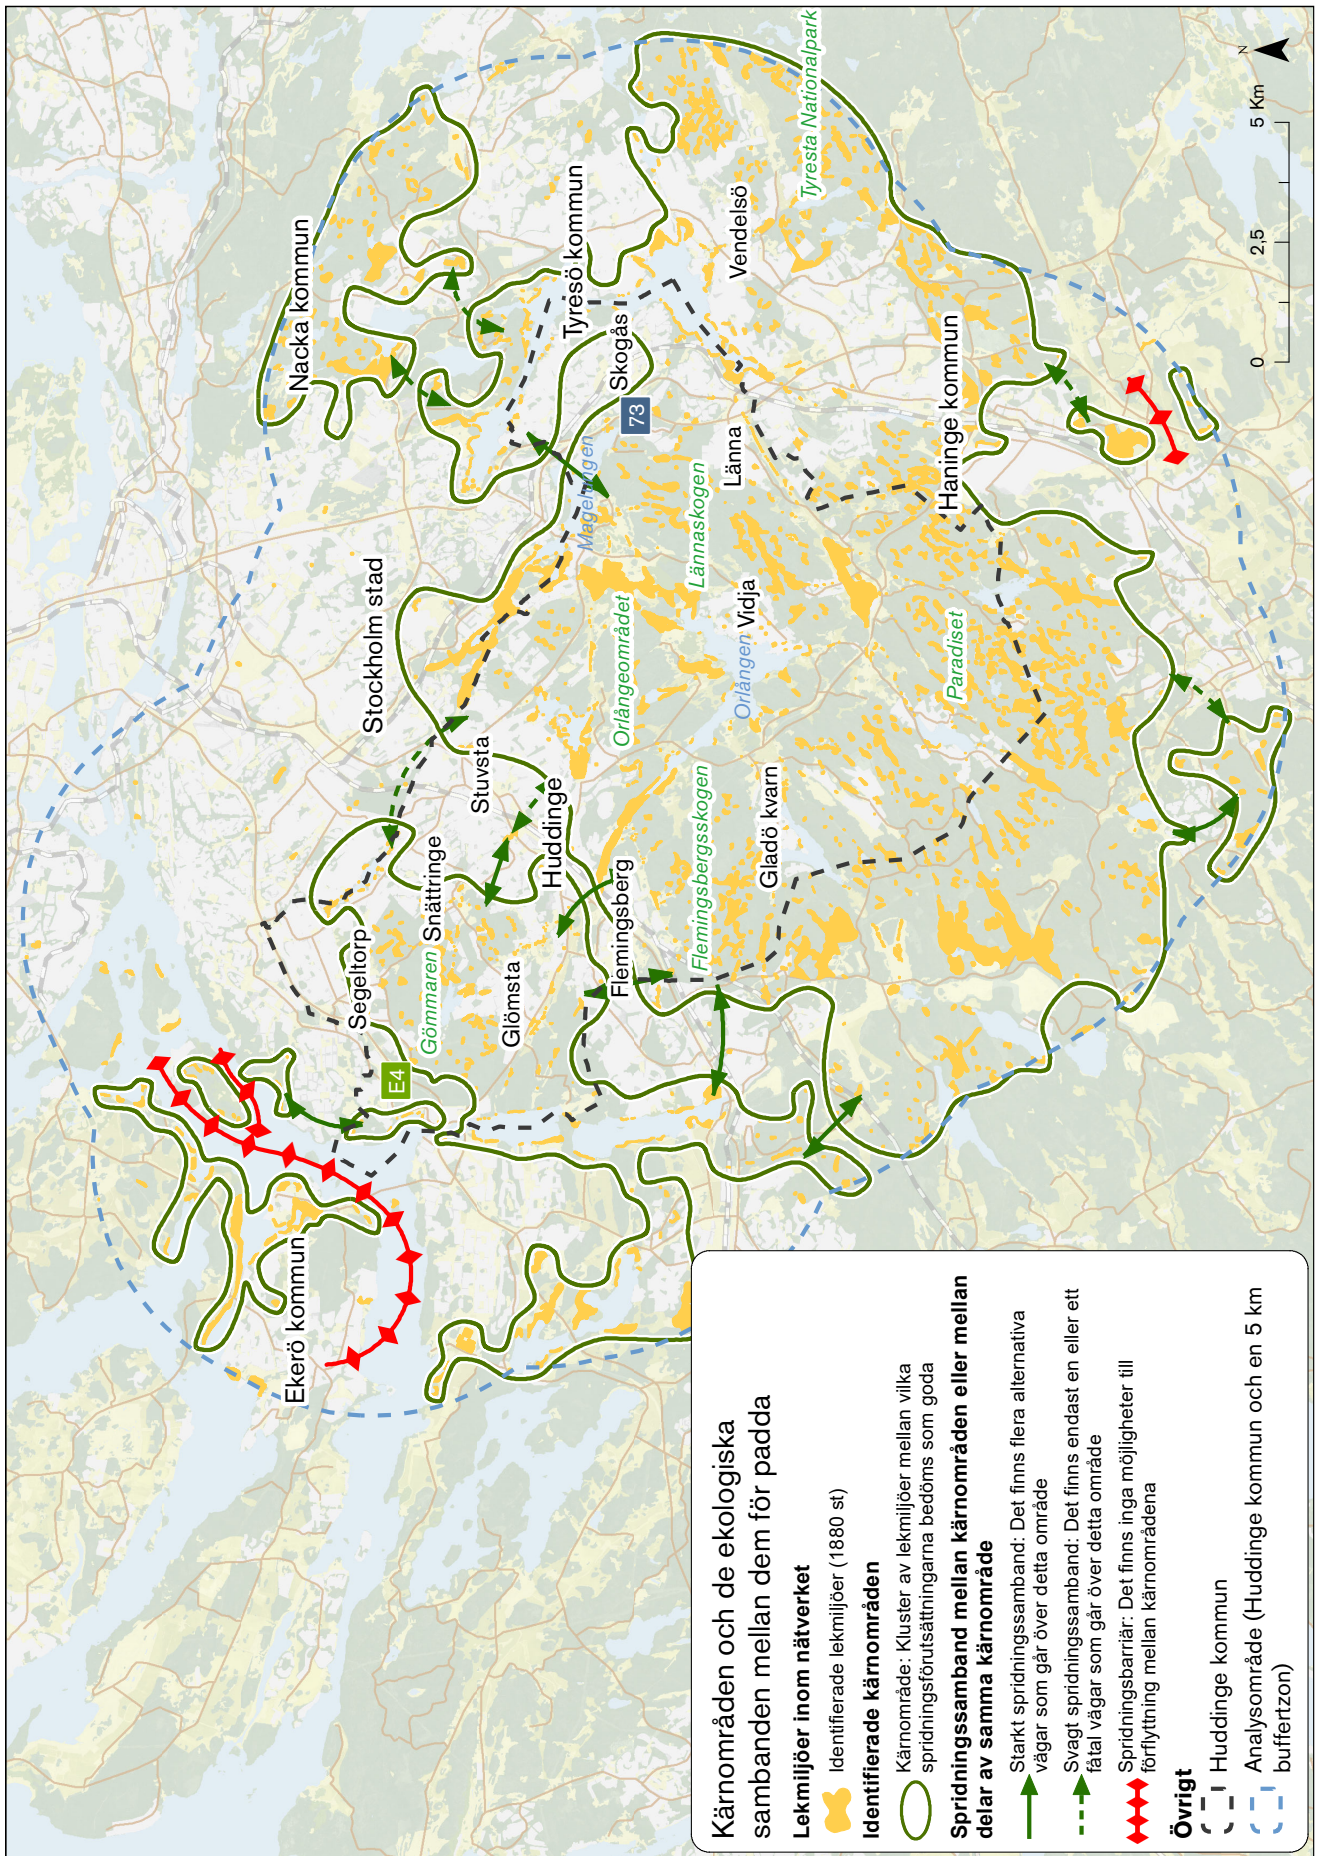 Nacka kommun
Tyresö kommun
Tyresta Nationalpark
Vendelsö
Skogås
73
Magelungen
Länna
Lännaskogen
Haninge kommun
Stockholm stad
Orlångeområdet
Orlången
Vidja
Paradiset
Stuvsta
Huddinge
Snättringe
Segeltorp
Gömmaren
Glömsta
Flemingsberg
Flemingsbergsskogen
Gladö kvarn
E4
Ekerö kommun
N
0
2,5
5 Km
Kärnområden och de ekologiska
sambanden mellan dem för padda
Lekmiljöer inom nätverket
Identifierade lekmiljöer (1880 st)
Identifierade kärnområden
Kärnområde: Kluster av lekmiljöer mellan vilka
spridningsförutsättningarna bedöms som goda
Spridningssamband mellan kärnområden eller mellan
delar av samma kärnområde
Starkt spridningssamband: Det finns flera alternativa
vägar som går över detta område
Svagt spridningssamband: Det finns endast en eller ett
fåtal vägar som går över detta område
Spridningsbarriär: Det finns inga möjligheter till
förflyttning mellan kärnområdena
Övrigt
Huddinge kommun
Analysområde (Huddinge kommun och en 5 km
buffertzon)